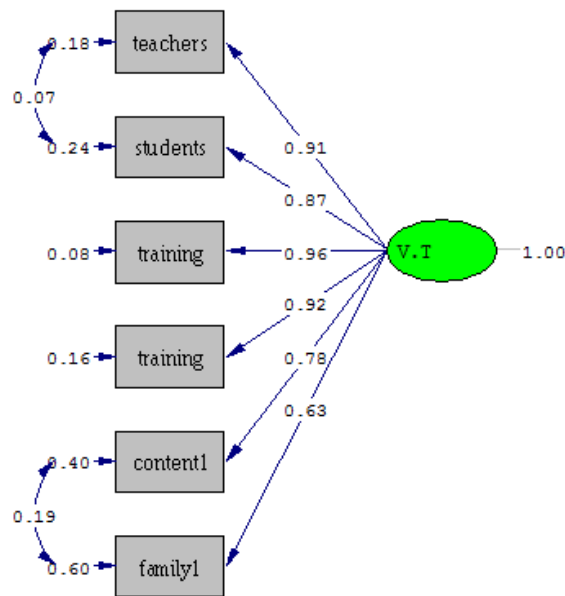 0.18 teachers
0.07
0.91
0.24 students
0.87
0.08 training 0.96 V.T 1.00
0.92
0.16 training 0.78
0.63
0.40 content1
0.19
0.60 family1